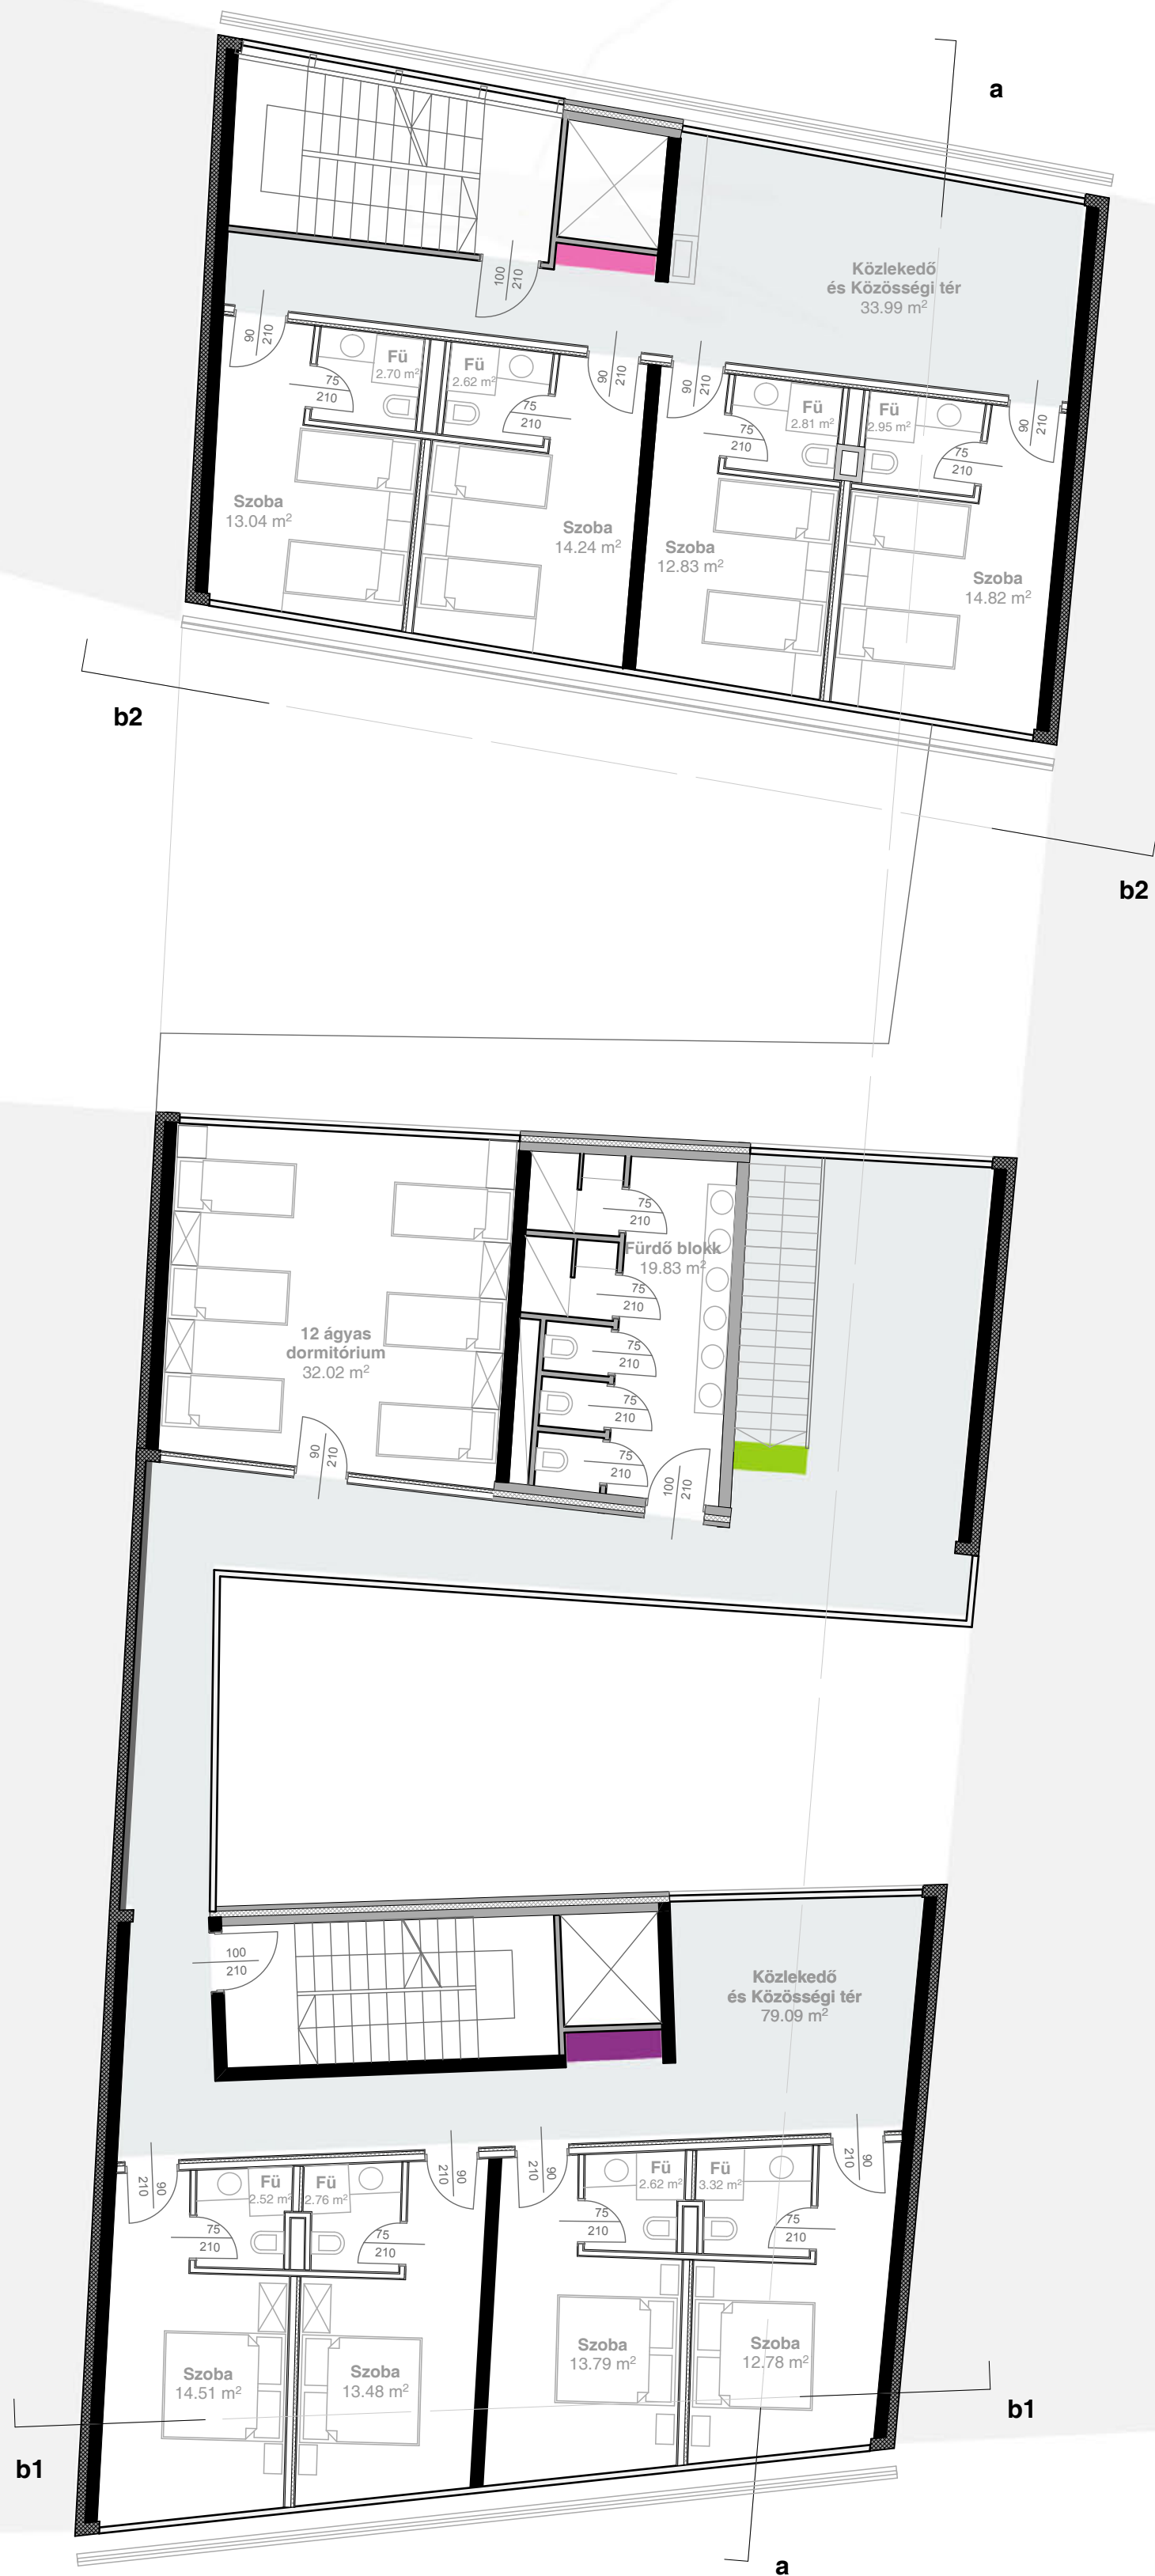 a
Közlekedő
és Közösségi tér
33.99 m²
100
210
90
210
Fü
2.70 m²
Fü
2.62 m²
75
210
75
210
90
210
90
210
Fü
2.81 m²
Fü
2.95 m²
75
210
75
210
90
210
Szoba
13.04 m²
Szoba
14.24 m²
Szoba
12.83 m²
Szoba
14.82 m²
b2
b2
75
210
Fürdő blokk
19.83 m²
75
210
12 ágyas
dormitórium
32.02 m²
75
210
75
210
75
210
90
210
100
210
100
210
Közlekedő
és Közösségi tér
79.09 m²
90
210
90
210
90
210
90
210
Fü
2.52 m²
Fü
2.76 m²
Fü
2.62 m²
Fü
3.32 m²
75
210
75
210
75
210
75
210
Szoba
14.51 m²
Szoba
13.48 m²
Szoba
13.79 m²
Szoba
12.78 m²
b1
b1
a